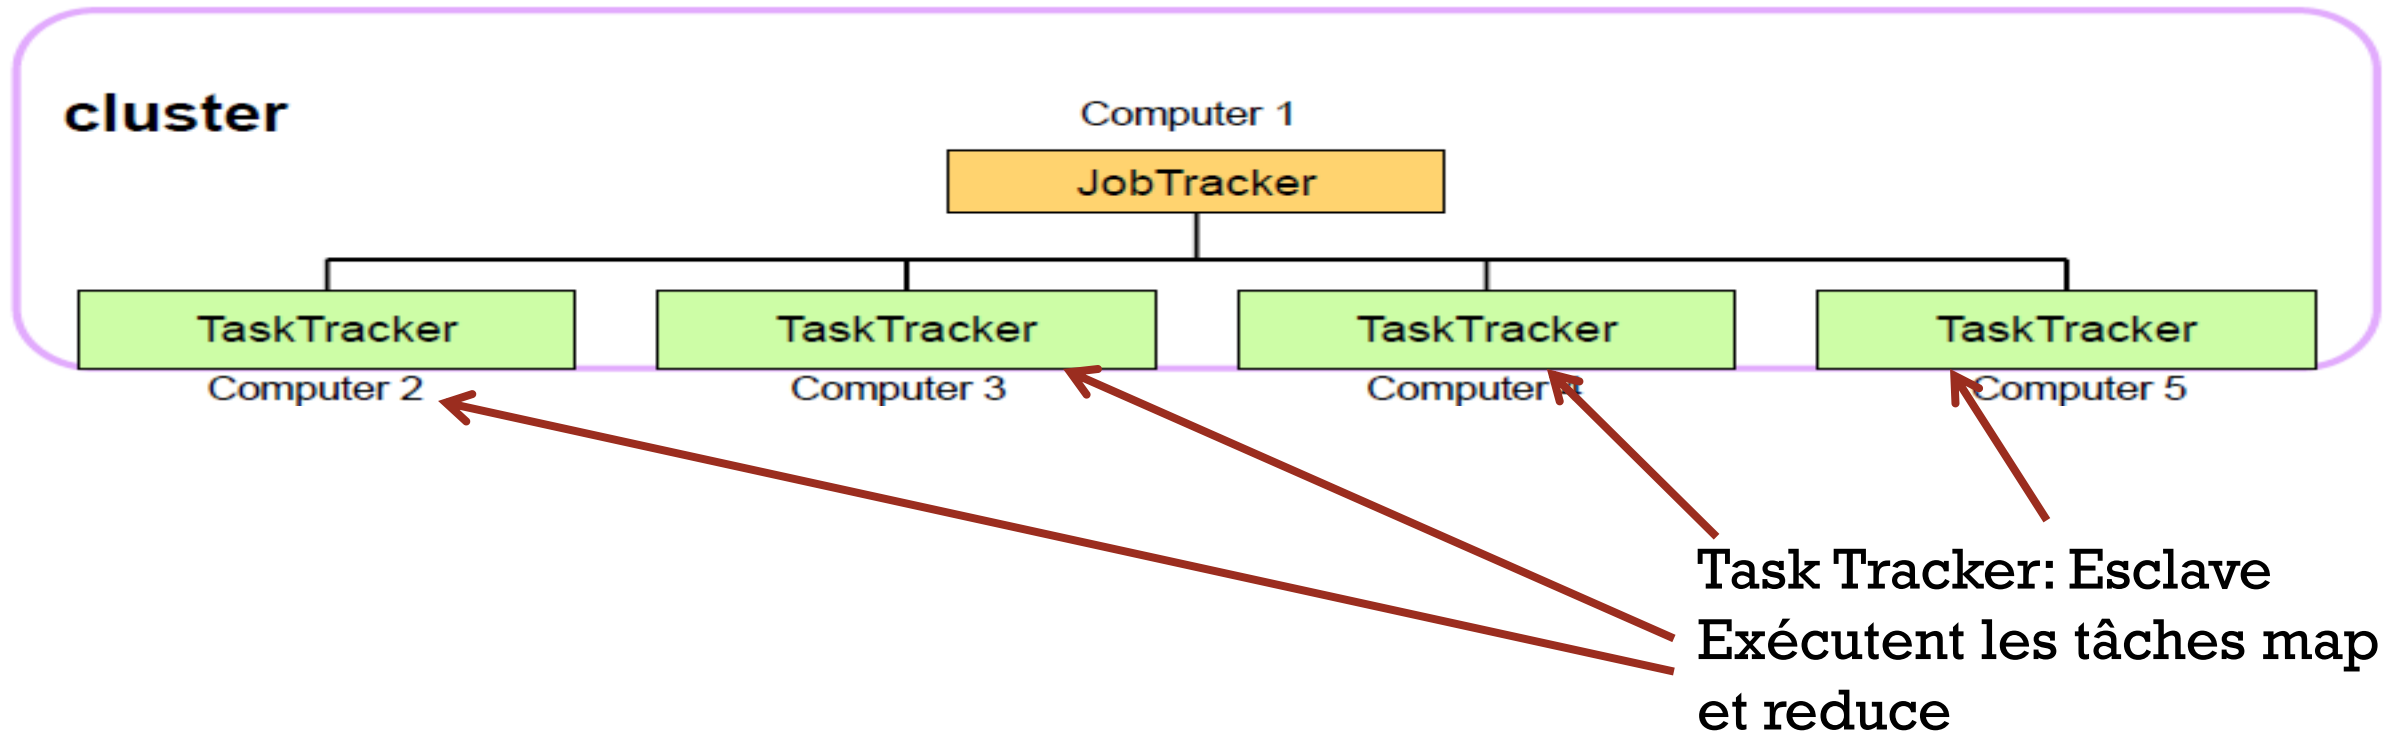 cluster
Computer 1
JobTracker
TaskTracker TaskTracker TaskTracker TaskTracker
Computer 2 Computer 3 Computer Computer 5
Task Tracker: Esclave
Exécutent les tâches map
et reduce